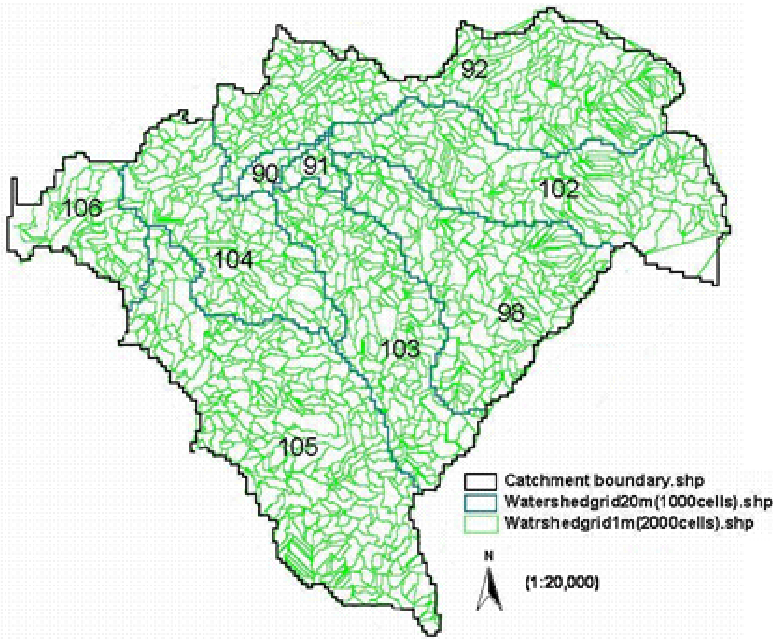 92
91
90
102
106
104
98
103
105
Catchment boundary.shp
Watershedgrid20m(1000cells).shp
Watrshedgrid1m(2000cells).shp
N
(1:20,000)